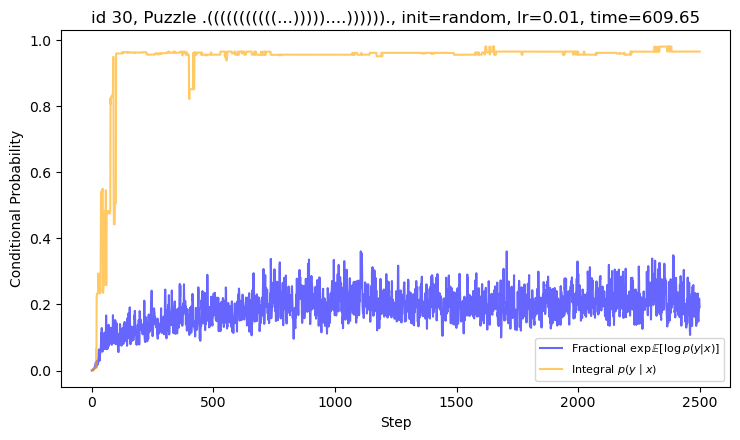 id 30, Puzzle .(((((((((((...)))))....))))))., init=random, lr=0.01, time=609.65
1.0
0.8
0.6
0.4
0.2
0.0
Conditional Probability
Fractional exp 𝔼[log p(y|x)]
Integral p(y | x)
0 500 1000 1500 2000 2500
Step